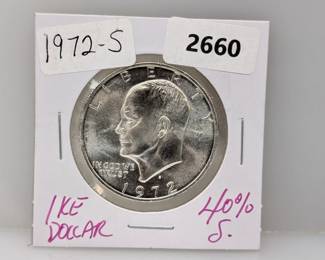 1972-S
2660
LIBERTY
IN GOD WE
TRUST
1972
IKE
DOLLAR
40%
S.